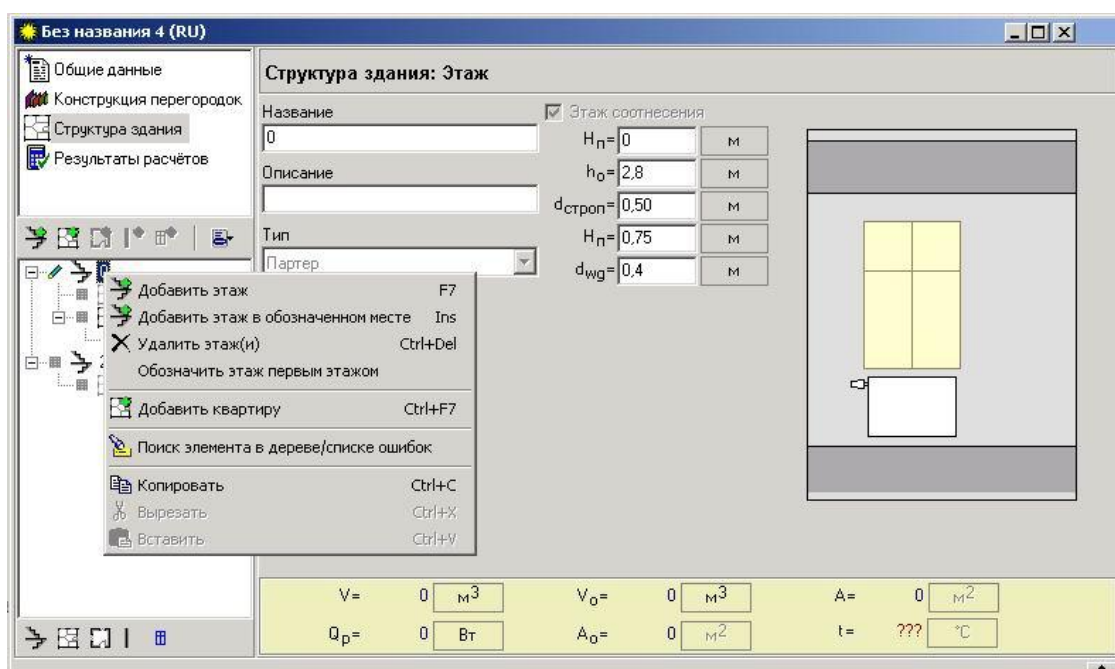 Без названия 4 (RU)
Общие данные
Конструкция перегородок
Структура здания
Результаты расчётов
Структура здания: Этаж
Название
0
Описание
Тип
Партер
Этаж соотнесения
Hп= 0 м
hо= 2,8 м
dстроп= 0,50 м
Hп= 0,75 м
dwg= 0,4 м
Добавить этаж F7
Добавить этаж в обозначенном месте Ins
Удалить этаж(и) Ctrl+Del
Обозначить этаж первым этажом
Добавить квартиру Ctrl+F7
Поиск элемента в дереве/списке ошибок
Копировать Ctrl+C
Вырезать Ctrl+X
Вставить Ctrl+V
V= 0 м3 Vо= 0 м3 A= 0 м2
Qр= 0 Вт Aо= 0 м2 t= ??? °C